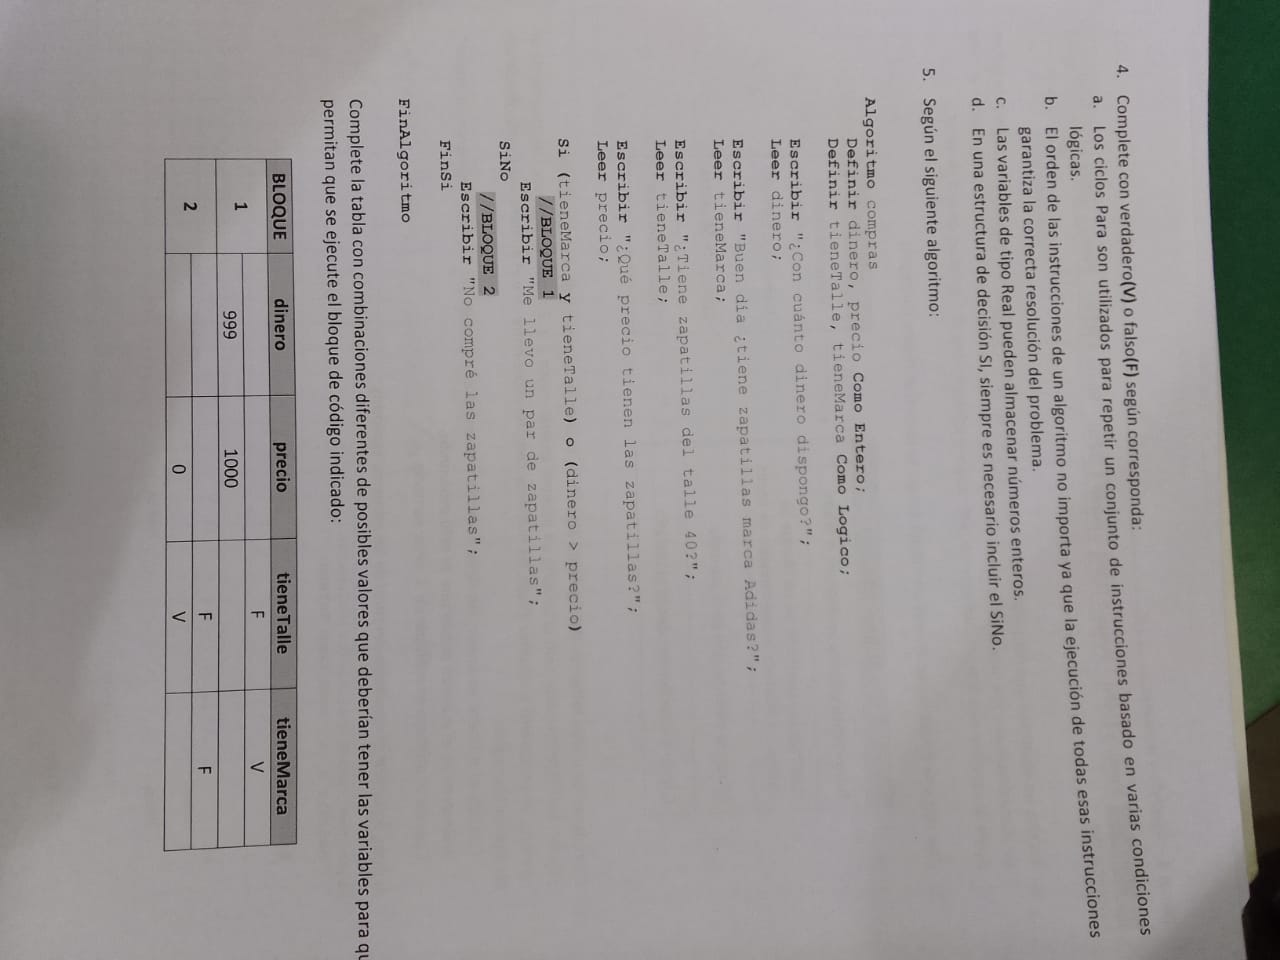 4. Complete con verdadero(V) o falso(F) según corresponda:
a. Los ciclos Para son utilizados para repetir un conjunto de instrucciones basado en varias condiciones
lógicas.
b. El orden de las instrucciones de un algoritmo no importa ya que la ejecución de todas esas instrucciones
garantiza la correcta resolución del problema.
c. Las variables de tipo Real pueden almacenar números enteros.
d. En una estructura de decisión SI, siempre es necesario incluir el SiNo.
5. Según el siguiente algoritmo:
Algoritmo compras
Definir dinero, precio Como Entero;
Definir tieneTalle, tieneMarca Como Logico;
Escribir "¿Con cuánto dinero dispongo?";
Leer dinero;
Escribir "Buen día ¿tiene zapatillas marca Adidas?";
Leer tieneMarca;
Escribir "¿Tiene zapatillas del talle 40?";
Leer tieneTalle;
Escribir "¿Qué precio tienen las zapatillas?";
Leer precio;
Si (tieneMarca y tieneTalle) o (dinero > precio)
//BLOQUE 1
Escribir "Me llevo un par de zapatillas";
SiNo
//BLOQUE 2
Escribir "No compré las zapatillas";
FinSi
FinAlgoritmo
Complete la tabla con combinaciones diferentes de posibles valores que deberían tener las variables para
permitan que se ejecute el bloque de código indicado:
BLOQUE dinero precio tieneTalle tieneMarca
1 F V
999 1000
2 F F
0 V